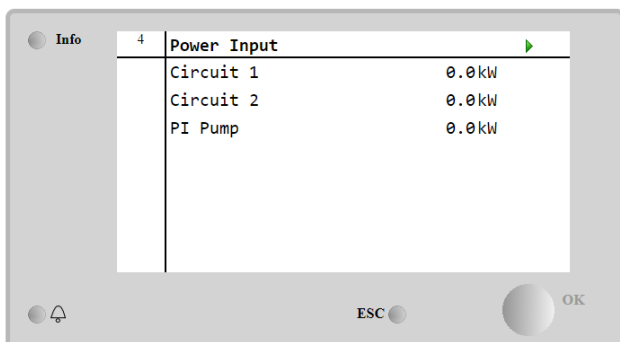 Info
4 Power Input
Circuit 1 0.0kW
Circuit 2 0.0kW
PI Pump 0.0kW
ESC
OK